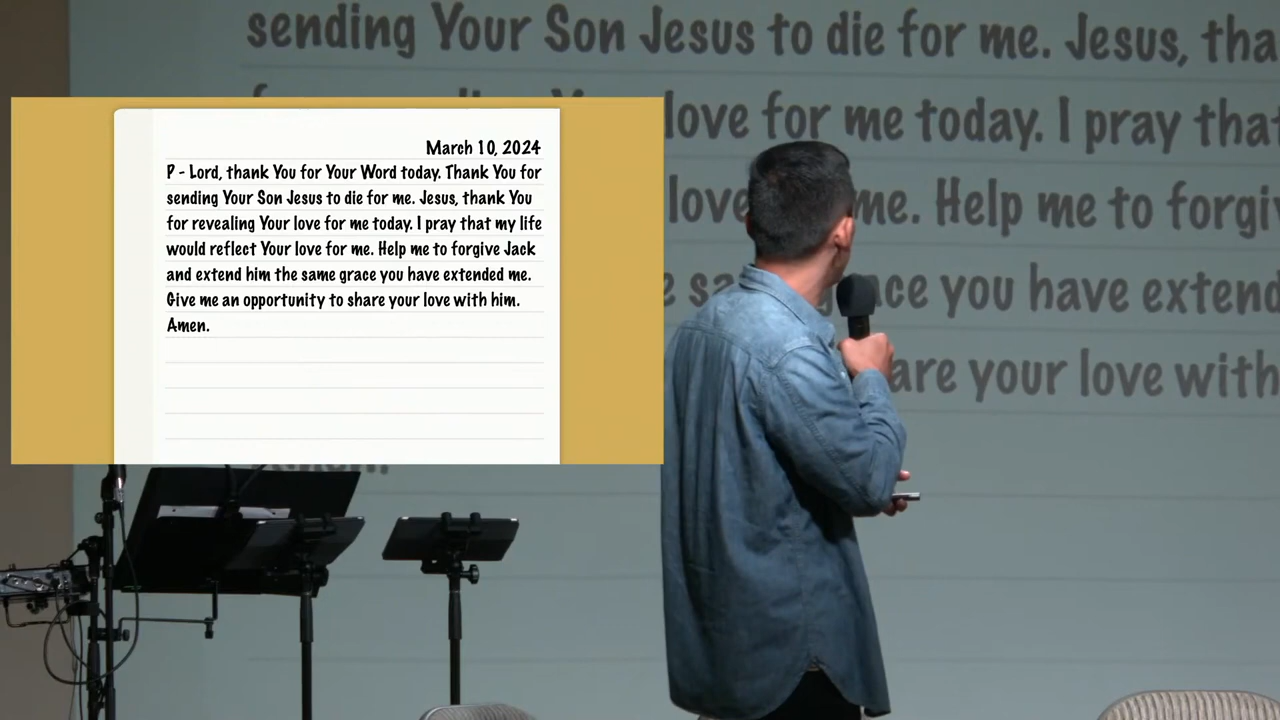 sending Your Son Jesus to die for me. Jesus, tha
love for me today. I pray that
love me. Help me to forgiv
ce you have extend
are your love with
March 10, 2024
P - Lord, thank You for Your Word today. Thank You for
sending Your Son Jesus to die for me. Jesus, thank You
for revealing Your love for me today. I pray that my life
would reflect Your love for me. Help me to forgive Jack
and extend him the same grace you have extended me.
Give me an opportunity to share your love with him.
Amen.